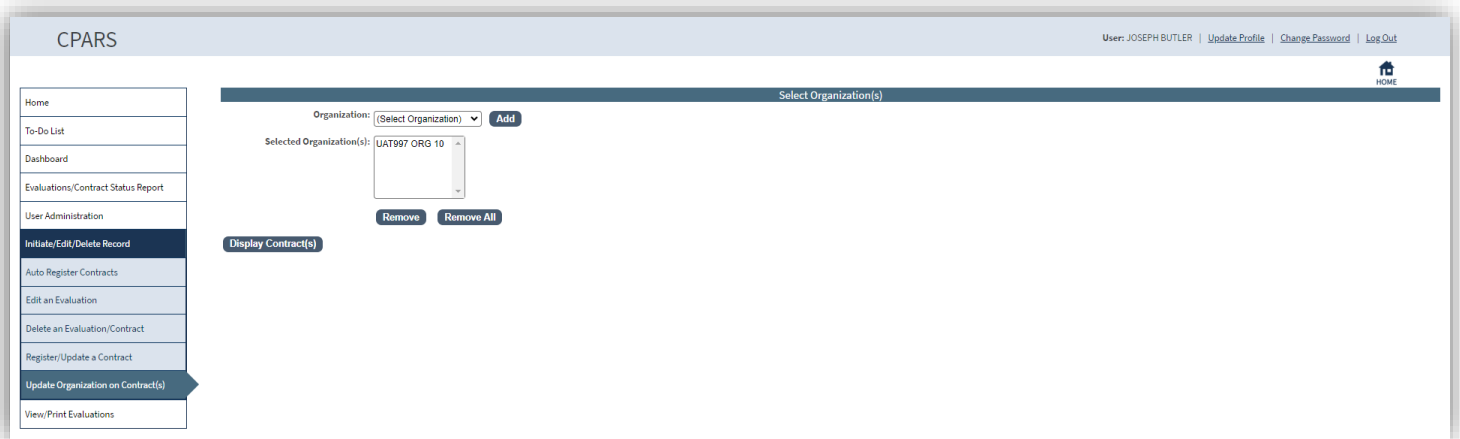 CPARS
User: JOSEPH BUTLER | Update Profile | Change Password | Log Out
HOME
Home
To-Do List
Dashboard
Evaluations/Contract Status Report
User Administration
Initiate/Edit/Delete Record
Auto Register Contracts
Edit an Evaluation
Delete an Evaluation/Contract
Register/Update a Contract
Update Organization on Contract(s)
View/Print Evaluations
Select Organization(s)
Organization: (Select Organization) Add
Selected Organization(s): UAT997 ORG 10
Remove Remove All
Display Contract(s)